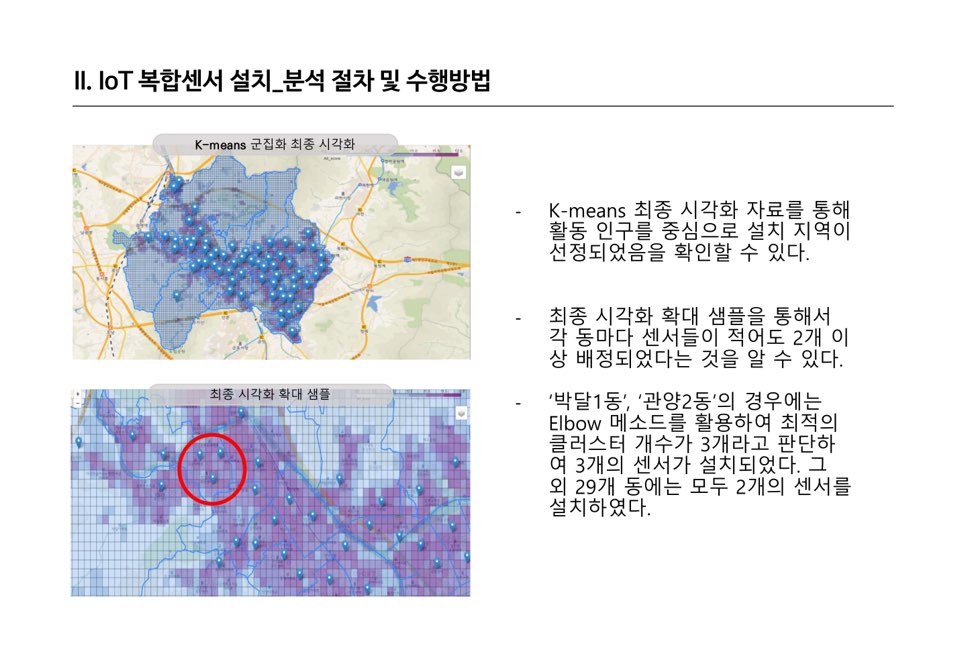 II. IoT 복합센서 설치_분석 절차 및 수행방법
K-means 군집화 최종 시각화
- K-means 최종 시각화 자료를 통해
활동 인구를 중심으로 설치 지역이
선정되었음을 확인할 수 있다.
- 최종 시각화 확대 샘플을 통해서
각 동마다 센서들이 적어도 2개 이
상 배정되었다는 것을 알 수 있다.
최종 시각화 확대 샘플
- ‘박달1동’, ‘관양2동’의 경우에는
Elbow 메소드를 활용하여 최적의
클러스터 개수가 3개라고 판단하
여 3개의 센서가 설치되었다. 그
외 29개 동에는 모두 2개의 센서를
설치하였다.